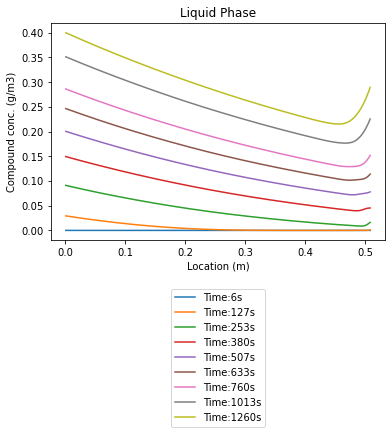 Liquid Phase
Compound conc. (g/m3)
0.40
0.35
0.30
0.25
0.20
0.15
0.10
0.05
0.00
0.0 0.1 0.2 0.3 0.4 0.5
Location (m)
Time:6s
Time:127s
Time:253s
Time:380s
Time:507s
Time:633s
Time:760s
Time:1013s
Time:1260s